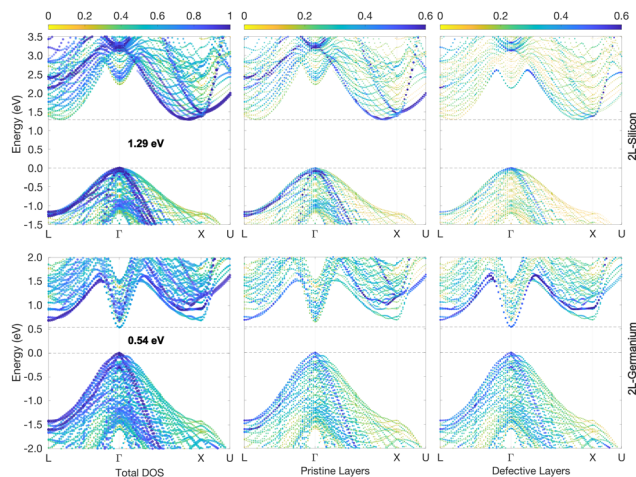 0 0.4 0.8 1 0 0.2 0.4 0.6 0 0.2 0.4 0.6
3.5
3.0
2.5
2.0
1.5
1.0
0.5
0.0
-0.5
-1.0
-1.5
Energy (eV)
1.29 eV
L Γ X U L Γ X U L Γ X U
2L-Silicon
2.0
1.5
1.0
0.5
0.0
-0.5
-1.0
-1.5
-2.0
Energy (eV)
0.54 eV
L Γ X U L Γ X U L Γ X U
2L-Germanium
Total DOS Pristine Layers Defective Layers